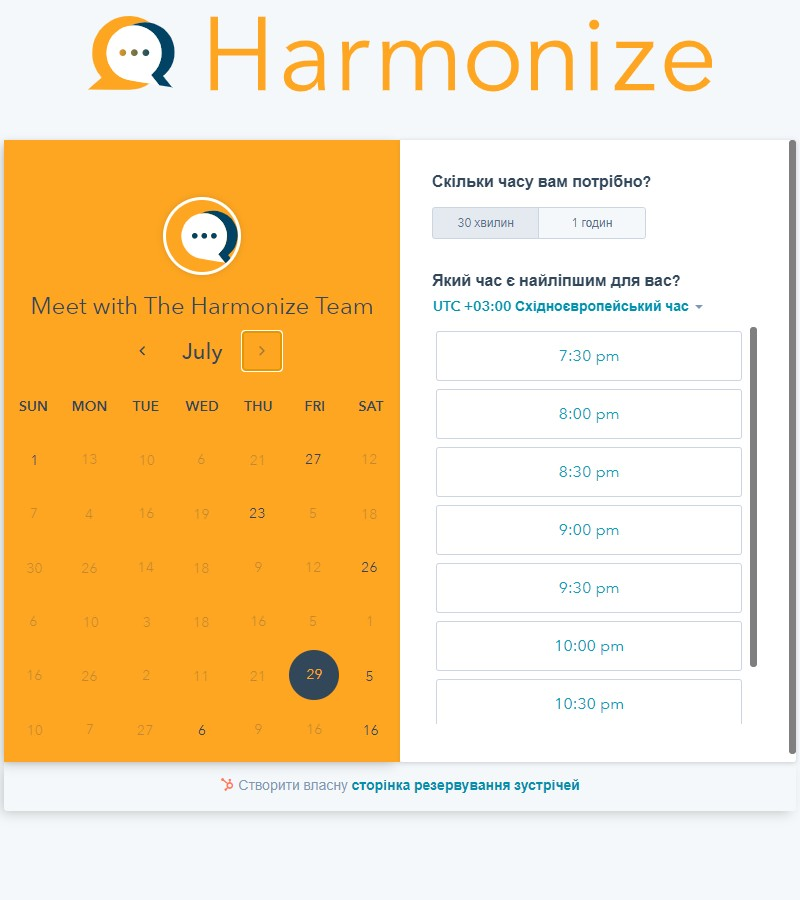 Harmonize
Meet with The Harmonize Team
July
SUN MON TUE WED THU FRI SAT
1 13 10 6 21 27 12
7 4 16 19 23 5 18
30 26 14 18 9 12 26
6 10 3 18 16 5 1
16 26 2 11 21 29 5
10 7 27 6 9 16 16
Скільки часу вам потрібно?
30 хвилин 1 годин
Який час є найліпшим для вас?
UTC +03:00 Східноєвропейський час
7:30 pm
8:00 pm
8:30 pm
9:00 pm
9:30 pm
10:00 pm
10:30 pm
Створити власну сторінка резервування зустрічей